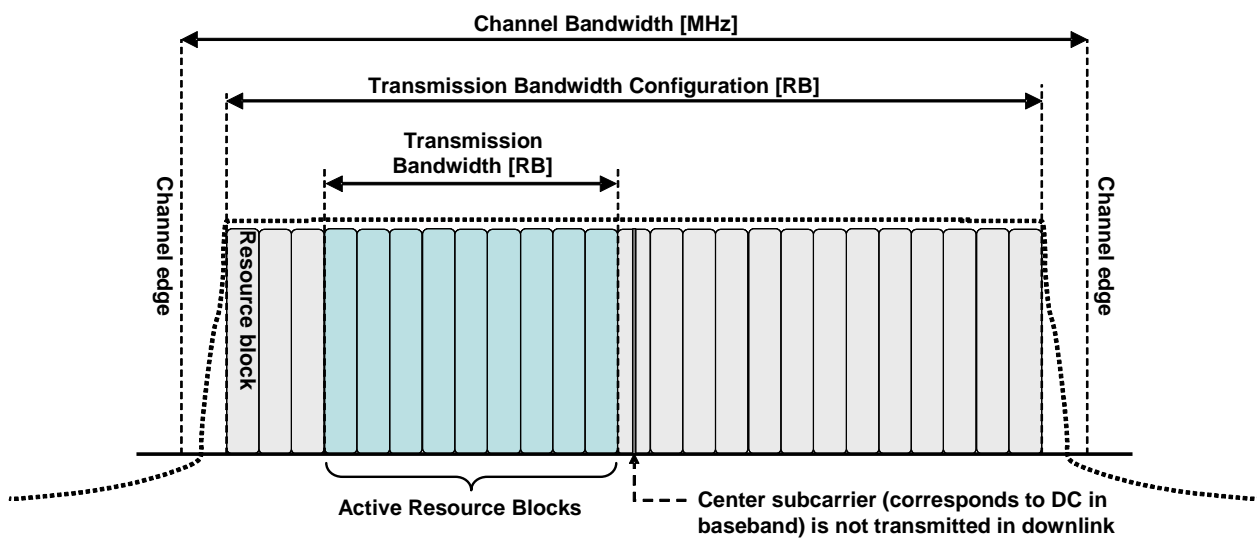 Channel Bandwidth [MHz]
Transmission Bandwidth Configuration [RB]
Transmission
Bandwidth [RB]
Channel edge
Channel edge
Resource block
Active Resource Blocks
Center subcarrier (corresponds to DC in
baseband) is not transmitted in downlink